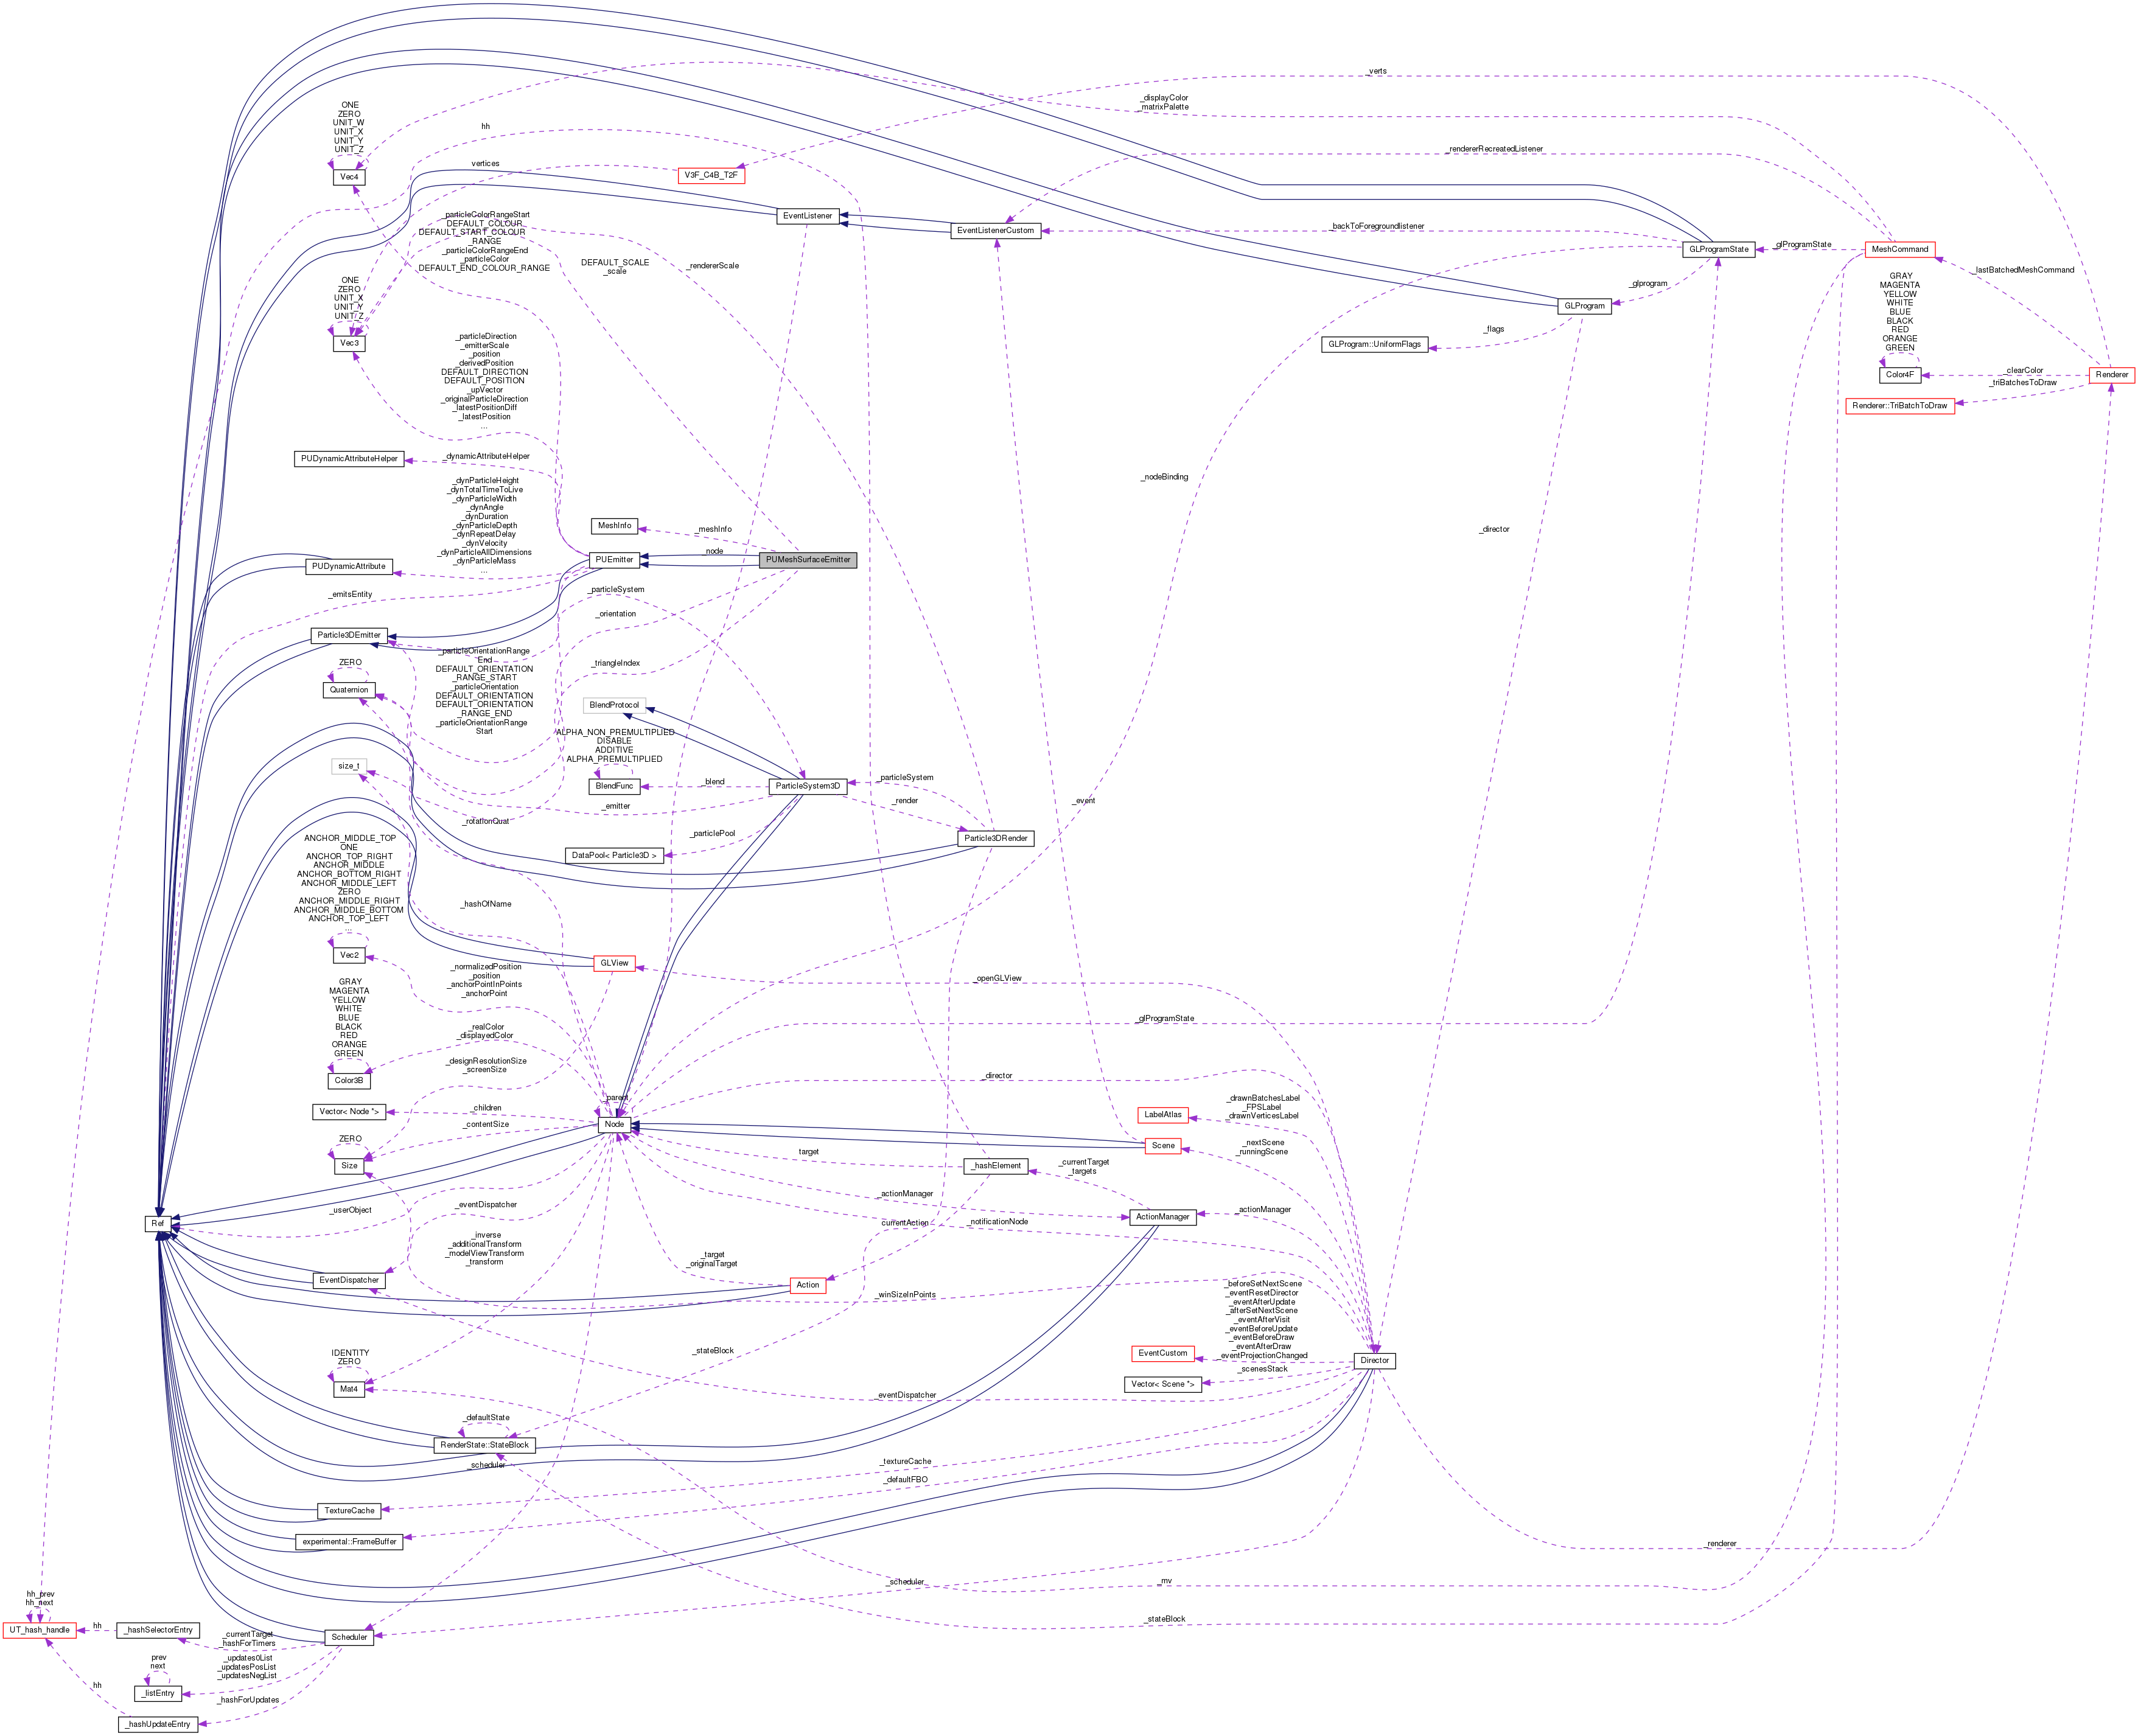 _verts
_displayColor
_matrixPalette
ONE
ZERO
UNIT_W
UNIT_X
UNIT_Y
UNIT_Z
Vec4
hh
vertices
V3F_C4B_T2F
_rendererRecreatedListener
EventListener
EventListenerCustom
_backToForegroundlistener
GLProgramState
_glProgramState
MeshCommand
_particleColorRangeStart
DEFAULT_COLOUR
DEFAULT_START_COLOUR
_RANGE
_particleColorRangeEnd
_particleColor
DEFAULT_END_COLOUR_RANGE
DEFAULT_SCALE
_scale
_rendererScale
_lastBatchedMeshCommand
ONE
ZERO
UNIT_X
UNIT_Y
UNIT_Z
Vec3
_glprogram
GLProgram
_flags
GLProgram::UniformFlags
GRAY
MAGENTA
YELLOW
WHITE
BLUE
BLACK
RED
ORANGE
GREEN
Color4F
_clearColor
_triBatchesToDraw
Renderer
Renderer::TriBatchToDraw
_particleDirection
_emitterScale
_position
_derivedPosition
DEFAULT_DIRECTION
DEFAULT_POSITION
_upVector
_originalParticleDirection
_latestPositionDiff
_latestPosition
...
PUDynamicAttributeHelper
_dynamicAttributeHelper
_nodeBinding
_dynParticleHeight
_dynTotalTimeToLive
_dynParticleWidth
_dynAngle
_dynDuration
_dynParticleDepth
_dynRepeatDelay
_dynVelocity
_dynParticleAllDimensions
_dynParticleMass
...
MeshInfo
_meshInfo
_director
PUDynamicAttribute
PUEmitter
_node
PUMeshSurfaceEmitter
_emitsEntity
_particleSystem
_orientation
Particle3DEmitter
_particleOrientationRange
End
DEFAULT_ORIENTATION
_RANGE_START
_particleOrientation
DEFAULT_ORIENTATION
DEFAULT_ORIENTATION
_RANGE_END
_particleOrientationRange
Start
_triangleIndex
ZERO
Quaternion
BlendProtocol
ALPHA_NON_PREMULTIPLIED
DISABLE
ADDITIVE
ALPHA_PREMULTIPLIED
size_t
BlendFunc
_blend
ParticleSystem3D
_particleSystem
_render
_event
_emitter
_rotationQuat
_particlePool
Particle3DRender
DataPool< Particle3D >
ANCHOR_MIDDLE_TOP
ONE
ANCHOR_TOP_RIGHT
ANCHOR_MIDDLE
ANCHOR_BOTTOM_RIGHT
ANCHOR_MIDDLE_LEFT
ZERO
ANCHOR_MIDDLE_RIGHT
ANCHOR_MIDDLE_BOTTOM
ANCHOR_TOP_LEFT
...
Vec2
_hashOfName
GLView
_normalizedPosition
_position
_anchorPointInPoints
_anchorPoint
_openGLView
GRAY
MAGENTA
YELLOW
WHITE
BLUE
BLACK
RED
ORANGE
GREEN
Color3B
_realColor
_displayedColor
_glProgramState
_designResolutionSize
_screenSize
_director
Vector< Node *>
_children
_parent
Node
_contentSize
ZERO
Size
LabelAtlas
_drawnBatchesLabel
_FPSLabel
_drawnVerticesLabel
Scene
_nextScene
_runningScene
target
_hashElement
_currentTarget
_targets
_actionManager
ActionManager
_actionManager
_eventDispatcher
_userObject
Ref
currentAction
_notificationNode
_inverse
_additionalTransform
_modelViewTransform
_transform
_target
_originalTarget
EventDispatcher
Action
_winSizeInPoints
_beforeSetNextScene
_eventResetDirector
_eventAfterUpdate
_afterSetNextScene
_eventAfterVisit
_eventBeforeUpdate
_eventBeforeDraw
_eventAfterDraw
_eventProjectionChanged
EventCustom
Director
_scenesStack
Vector< Scene *>
_stateBlock
IDENTITY
ZERO
Mat4
_eventDispatcher
_defaultState
RenderState::StateBlock
_scheduler
_textureCache
_defaultFBO
TextureCache
experimental::FrameBuffer
_renderer
_scheduler
_mv
hh_prev
hh_next
UT_hash_handle
hh
_hashSelectorEntry
_currentTarget
_hashForTimers
Scheduler
_stateBlock
prev
next
_updates0List
_updatesPosList
_updatesNegList
_listEntry
hh
_hashForUpdates
_hashUpdateEntry